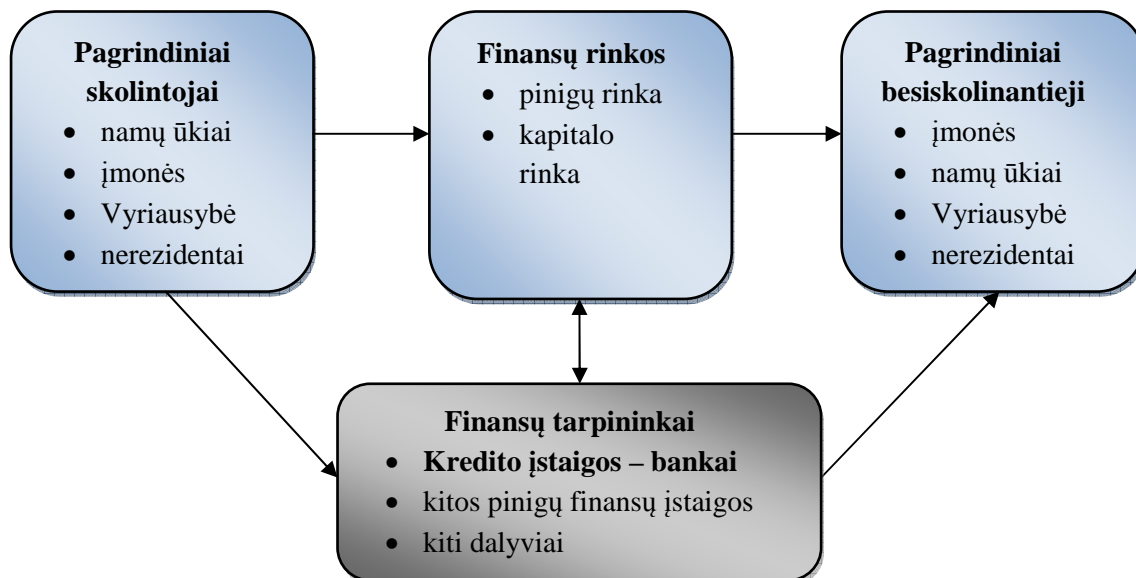 Pagrindiniai
skolintojai
• namų ūkiai
• įmonės
• Vyriausybė
• nerezidentai
Finansų rinkos
• pinigų rinka
• kapitalo
rinka
Pagrindiniai
besiskolinantieji
• įmonės
• namų ūkiai
• Vyriausybė
• nerezidentai
Finansų tarpininkai
• Kredito įstaigos – bankai
• kitos pinigų finansų įstaigos
• kiti dalyviai